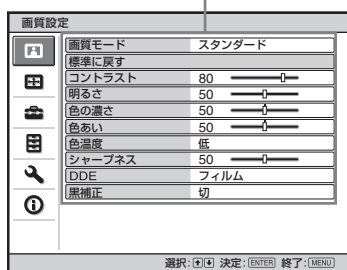 画質設定
画質モード スタンダード
標準に戻す
コントラスト 80
明るさ 50
色の濃さ 50
色あい 50
色温度 低
シャープネス 50
DDE フィルム
黒補正 切
選択: 決定: ENTER 終了: MENU